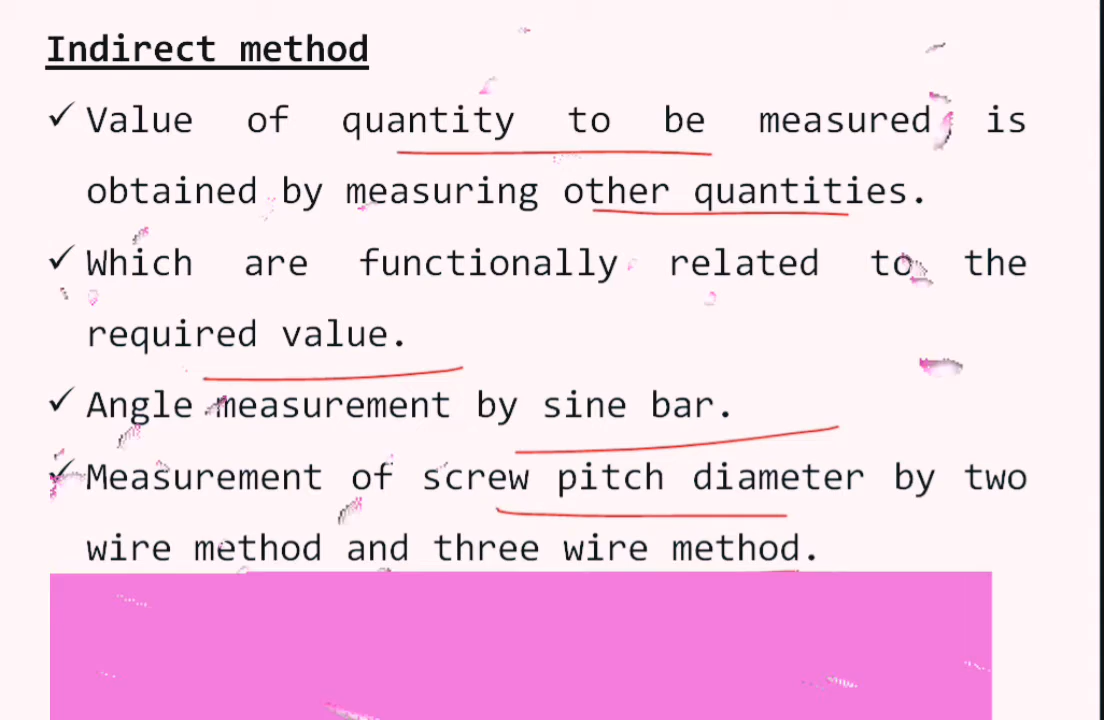 Indirect method
✓ Value of quantity to be measured, is
obtained by measuring other quantities.
✓ Which are functionally related to the
required value.
✓ Angle measurement by sine bar.
✓ Measurement of screw pitch diameter by two
wire method and three wire method.